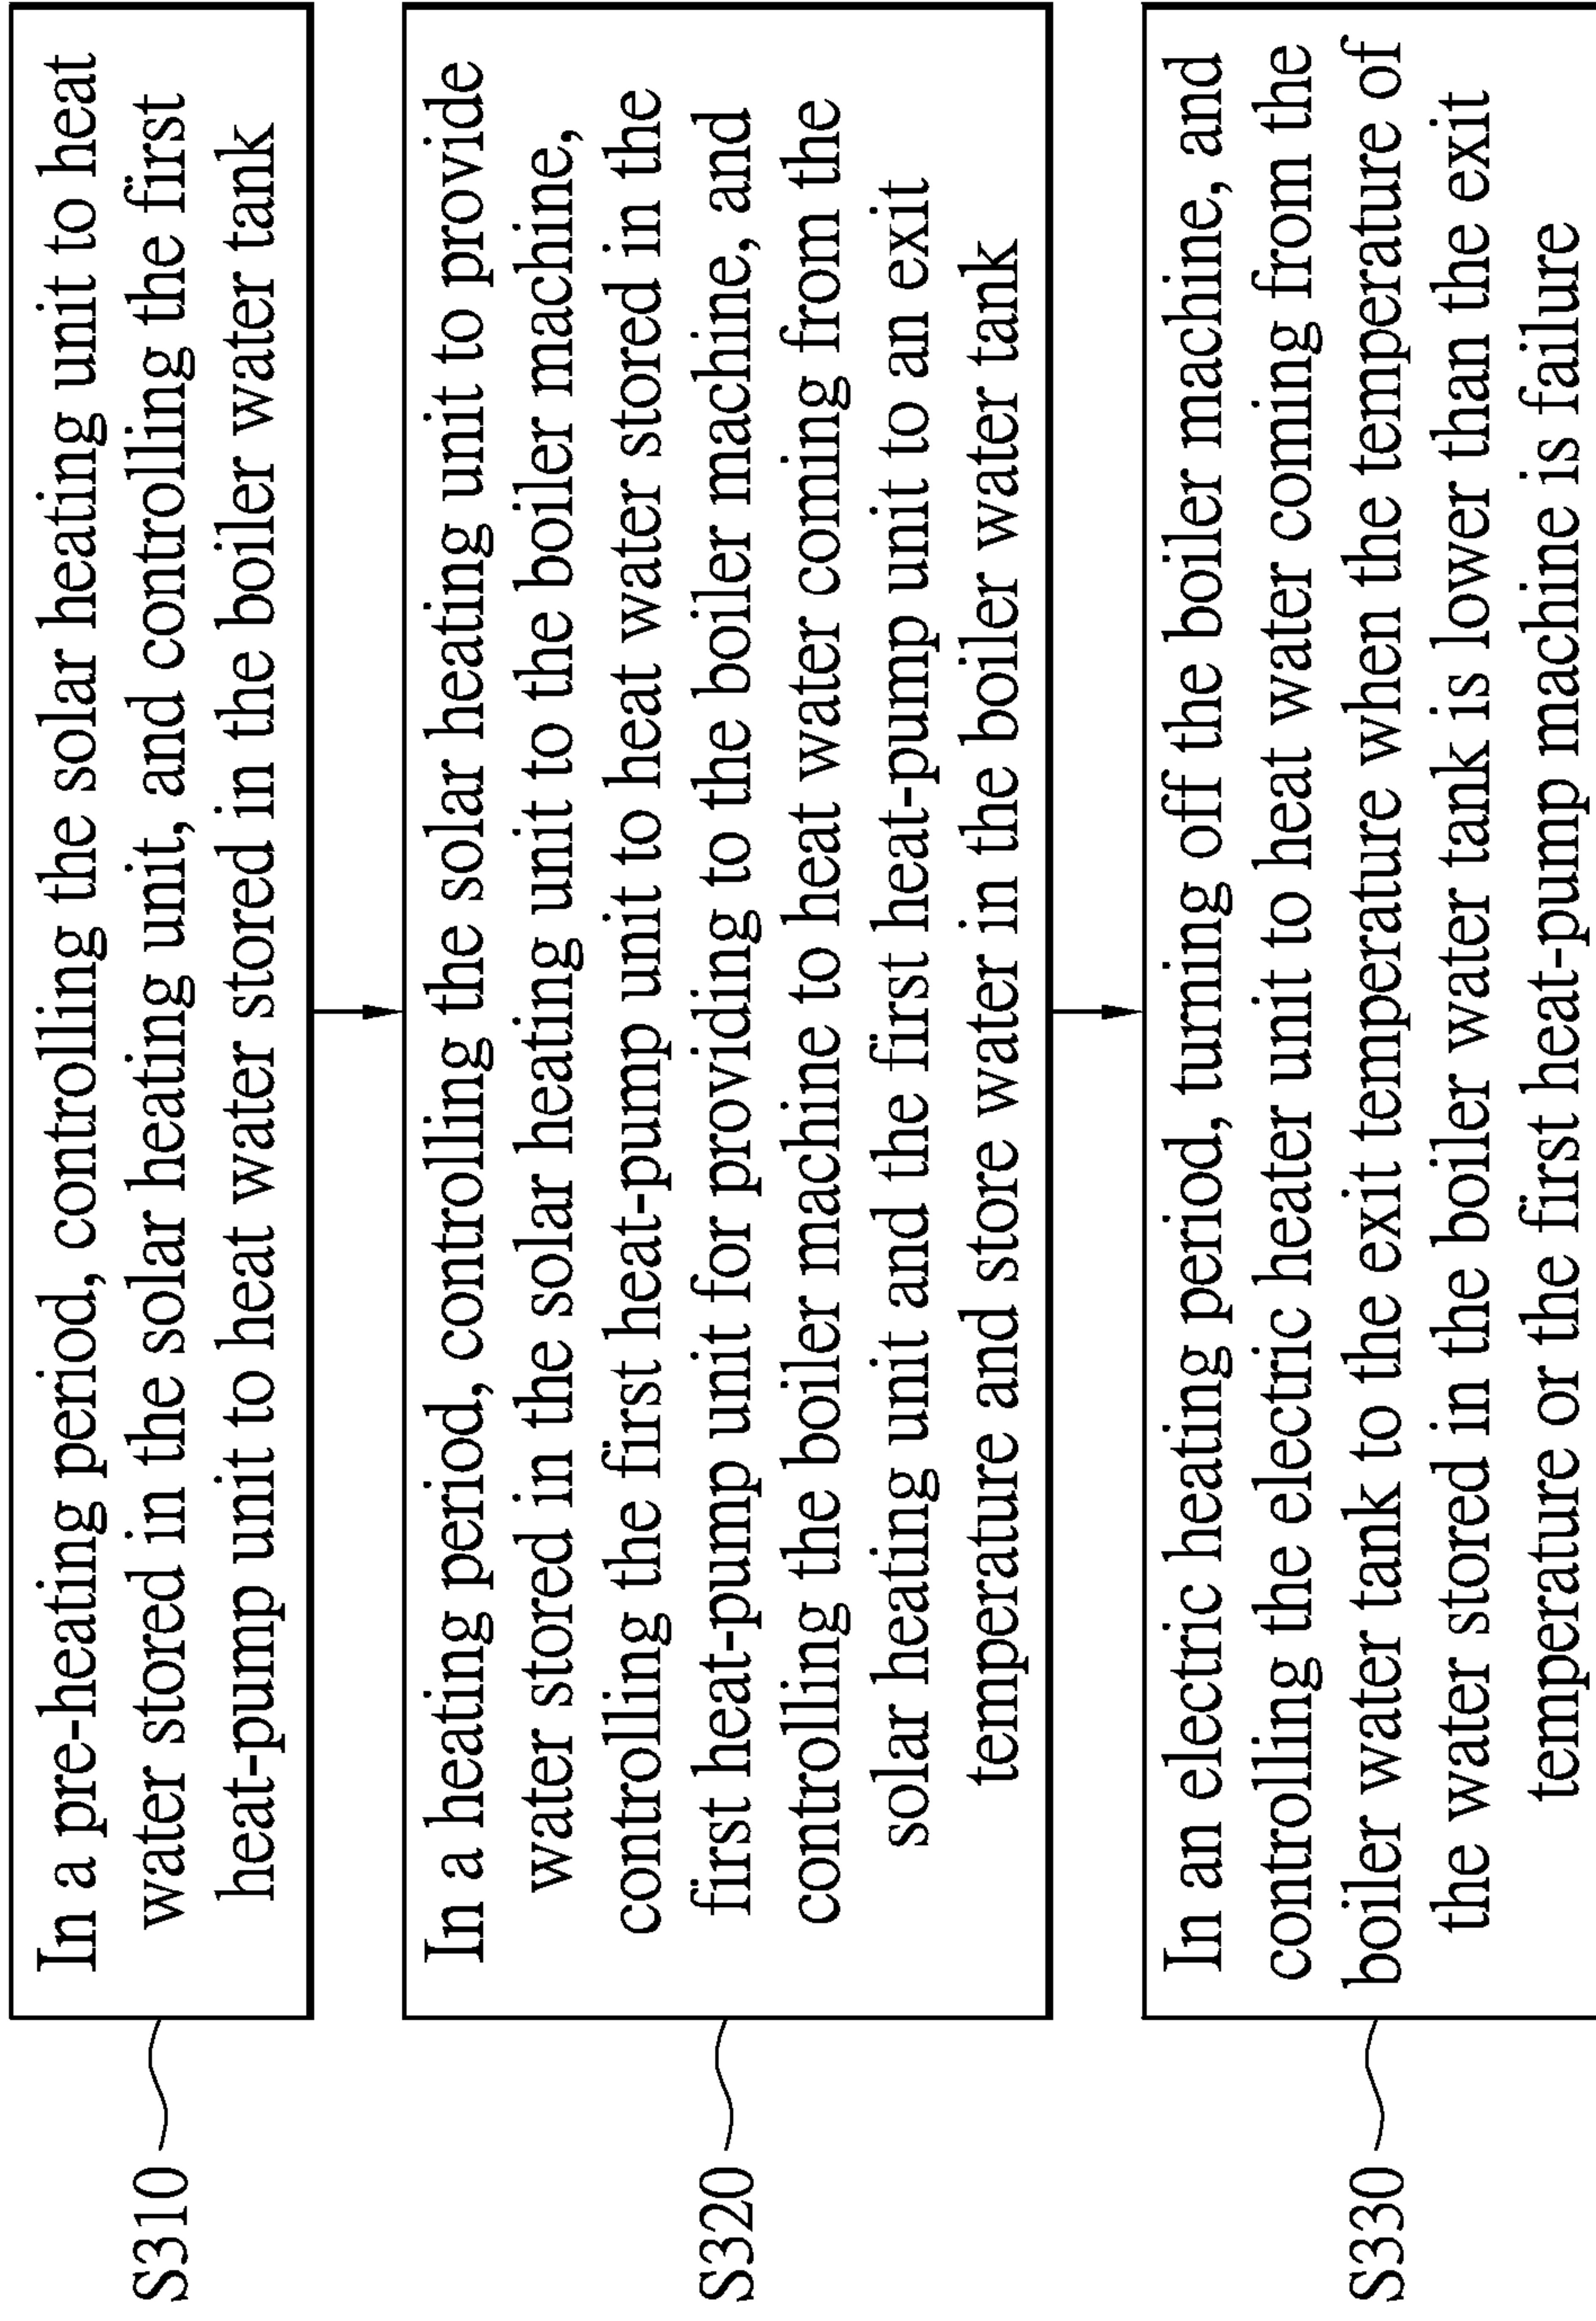 S310
In a pre-heating period, controlling the solar heating unit to heat
water stored in the solar heating unit, and controlling the first
heat-pump unit to heat water stored in the boiler water tank
S320
In a heating period, controlling the solar heating unit to provide
water stored in the solar heating unit to the boiler machine,
controlling the first heat-pump unit to heat water stored in the
first heat-pump unit for providing to the boiler machine, and
controlling the boiler machine to heat water coming from the
solar heating unit and the first heat-pump unit to an exit
temperature and store water in the boiler water tank
S330
In an electric heating period, turning off the boiler machine, and
controlling the electric heater unit to heat water coming from the
boiler water tank to the exit temperature when the temperature of
the water stored in the boiler water tank is lower than the exit
temperature or the first heat-pump machine is failure